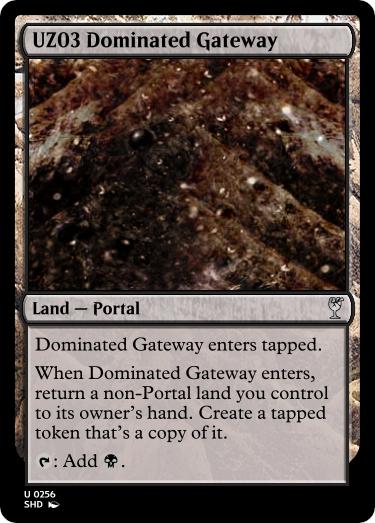 UZ03 Dominated Gateway
Land — Portal
Dominated Gateway enters tapped.
When Dominated Gateway enters,
return a non-Portal land you control
to its owner's hand. Create a tapped
token that's a copy of it.
: Add .
U 0256
SHD